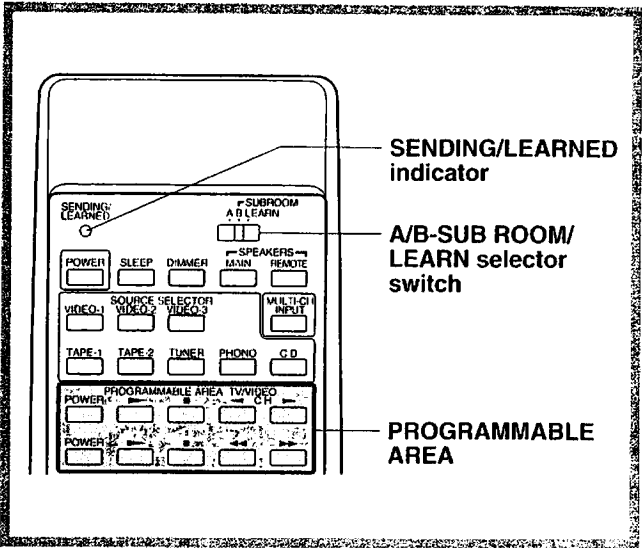 SENDING/LEARNED
indicator
A/B-SUB ROOM/
LEARN selector
switch
SENDING/
LEARNED
SUBROOM
A B LEARN
SPEAKERS
POWER SLEEP DIMMER MAIN REMOTE
SOURCE SELECTOR
VIDEO-1 VIDEO-2 VIDEO-3
MULTI-CH
INPUT
TAPE-1 TAPE-2 TUNER PHONO CD
PROGRAMMABLE AREA TV/VIDEO
POWER CH
POWER
PROGRAMMABLE
AREA